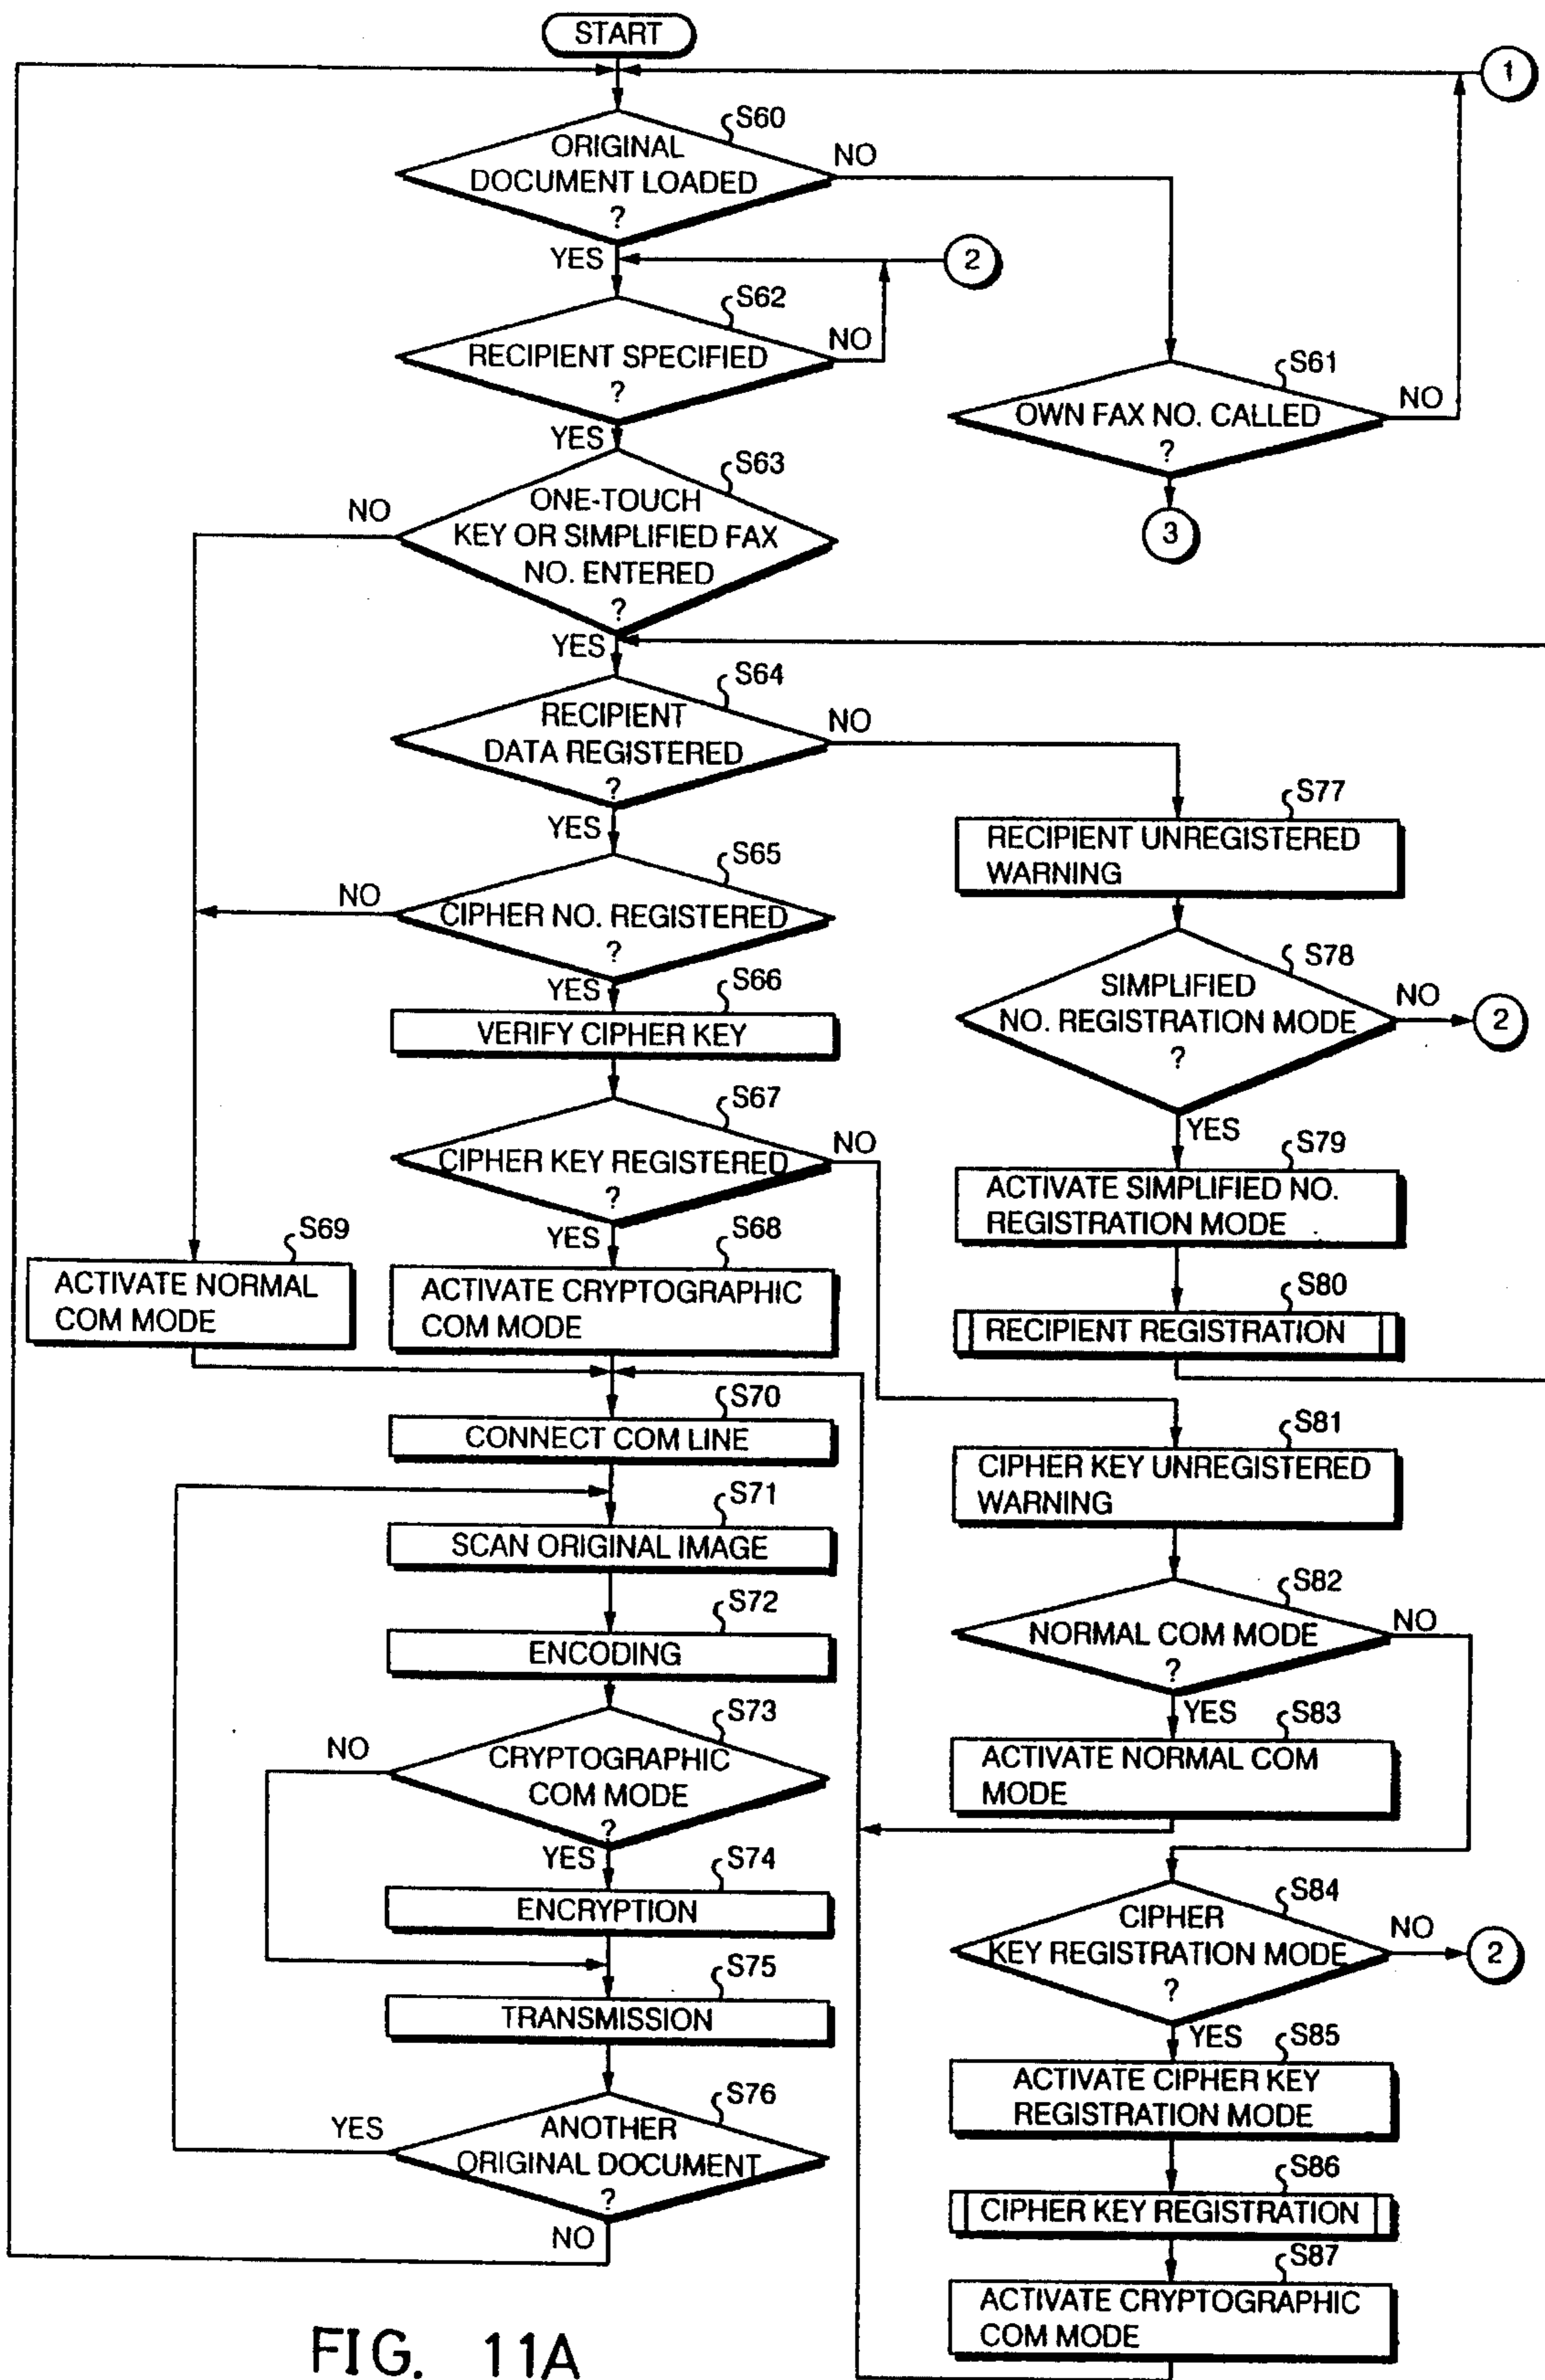 START
1
S60
ORIGINAL
DOCUMENT LOADED
?
NO
YES
2
S62
RECIPIENT SPECIFIED
?
NO
YES
S61
OWN FAX NO. CALLED
?
NO
3
S63
ONE-TOUCH
KEY OR SIMPLIFIED FAX
NO. ENTERED
?
NO
YES
S64
RECIPIENT
DATA REGISTERED
?
NO
YES
S65
CIPHER NO. REGISTERED
?
NO
YES
S66
VERIFY CIPHER KEY
S67
CIPHER KEY REGISTERED
?
NO
YES
S68
ACTIVATE CRYPTOGRAPHIC
COM MODE
S69
ACTIVATE NORMAL
COM MODE
S70
CONNECT COM LINE
S71
SCAN ORIGINAL IMAGE
S72
ENCODING
S73
CRYPTOGRAPHIC
COM MODE
?
NO
YES
S74
ENCRYPTION
S75
TRANSMISSION
S76
ANOTHER
ORIGINAL DOCUMENT
?
YES
NO
S77
RECIPIENT UNREGISTERED
WARNING
S78
SIMPLIFIED
NO. REGISTRATION MODE
?
NO
2
YES
S79
ACTIVATE SIMPLIFIED NO.
REGISTRATION MODE
S80
RECIPIENT REGISTRATION
S81
CIPHER KEY UNREGISTERED
WARNING
S82
NORMAL COM MODE
?
NO
YES
S83
ACTIVATE NORMAL COM
MODE
S84
CIPHER
KEY REGISTRATION MODE
?
NO
2
YES
S85
ACTIVATE CIPHER KEY
REGISTRATION MODE
S86
CIPHER KEY REGISTRATION
S87
ACTIVATE CRYPTOGRAPHIC
COM MODE
FIG. 11A